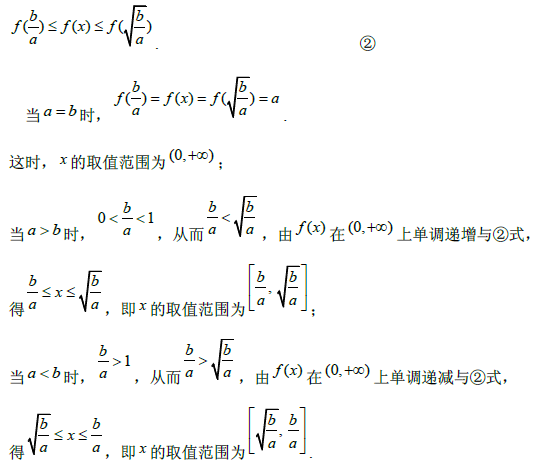 $f(\frac{b}{a}) \le f(x) \le f(\sqrt{\frac{b}{a}})$. ②
当 $a=b$ 时，$f(\frac{b}{a})=f(x)=f(\sqrt{\frac{b}{a}})=a$.
这时，$x$ 的取值范围为 $(0,+\infty)$；
当 $a>b$ 时，$0<\frac{b}{a}<1$，从而 $\frac{b}{a}<\sqrt{\frac{b}{a}}$，由 $f(x)$ 在 $(0,+\infty)$ 上单调递增与②式，
得 $\frac{b}{a} \le x \le \sqrt{\frac{b}{a}}$，即 $x$ 的取值范围为 $\left[\frac{b}{a},\sqrt{\frac{b}{a}}\right]$；
当 $a<b$ 时，$\frac{b}{a}>1$，从而 $\frac{b}{a}>\sqrt{\frac{b}{a}}$，由 $f(x)$ 在 $(0,+\infty)$ 上单调递减与②式，
得 $\sqrt{\frac{b}{a}} \le x \le \frac{b}{a}$，即 $x$ 的取值范围为 $\left[\sqrt{\frac{b}{a}},\frac{b}{a}\right]$.